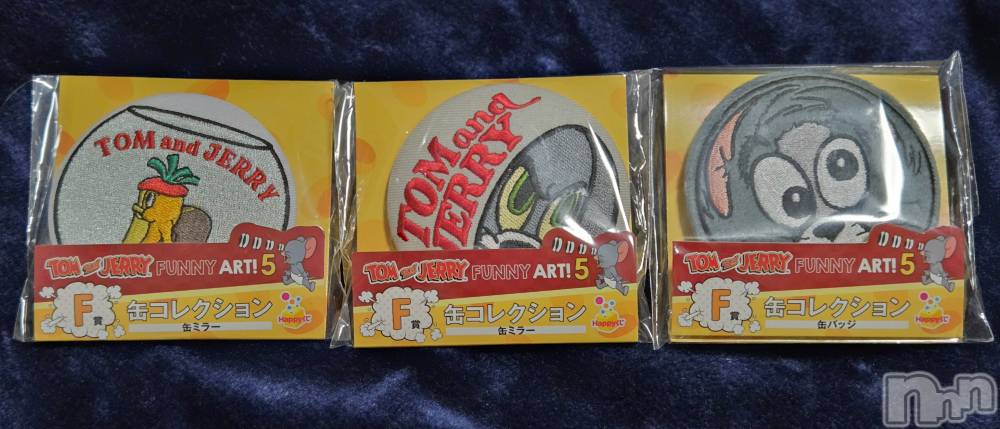 TOM and JERRY
TOM and JERRY FUNNY ART! 5
F賞
缶コレクション
缶ミラー
Happyくじ
TOM and
JERRY
TOM and JERRY FUNNY ART! 5
F賞
缶コレクション
缶ミラー
Happyくじ
TOM and JERRY FUNNY ART! 5
F賞
缶コレクション
缶バッジ
Happyくじ
nnn